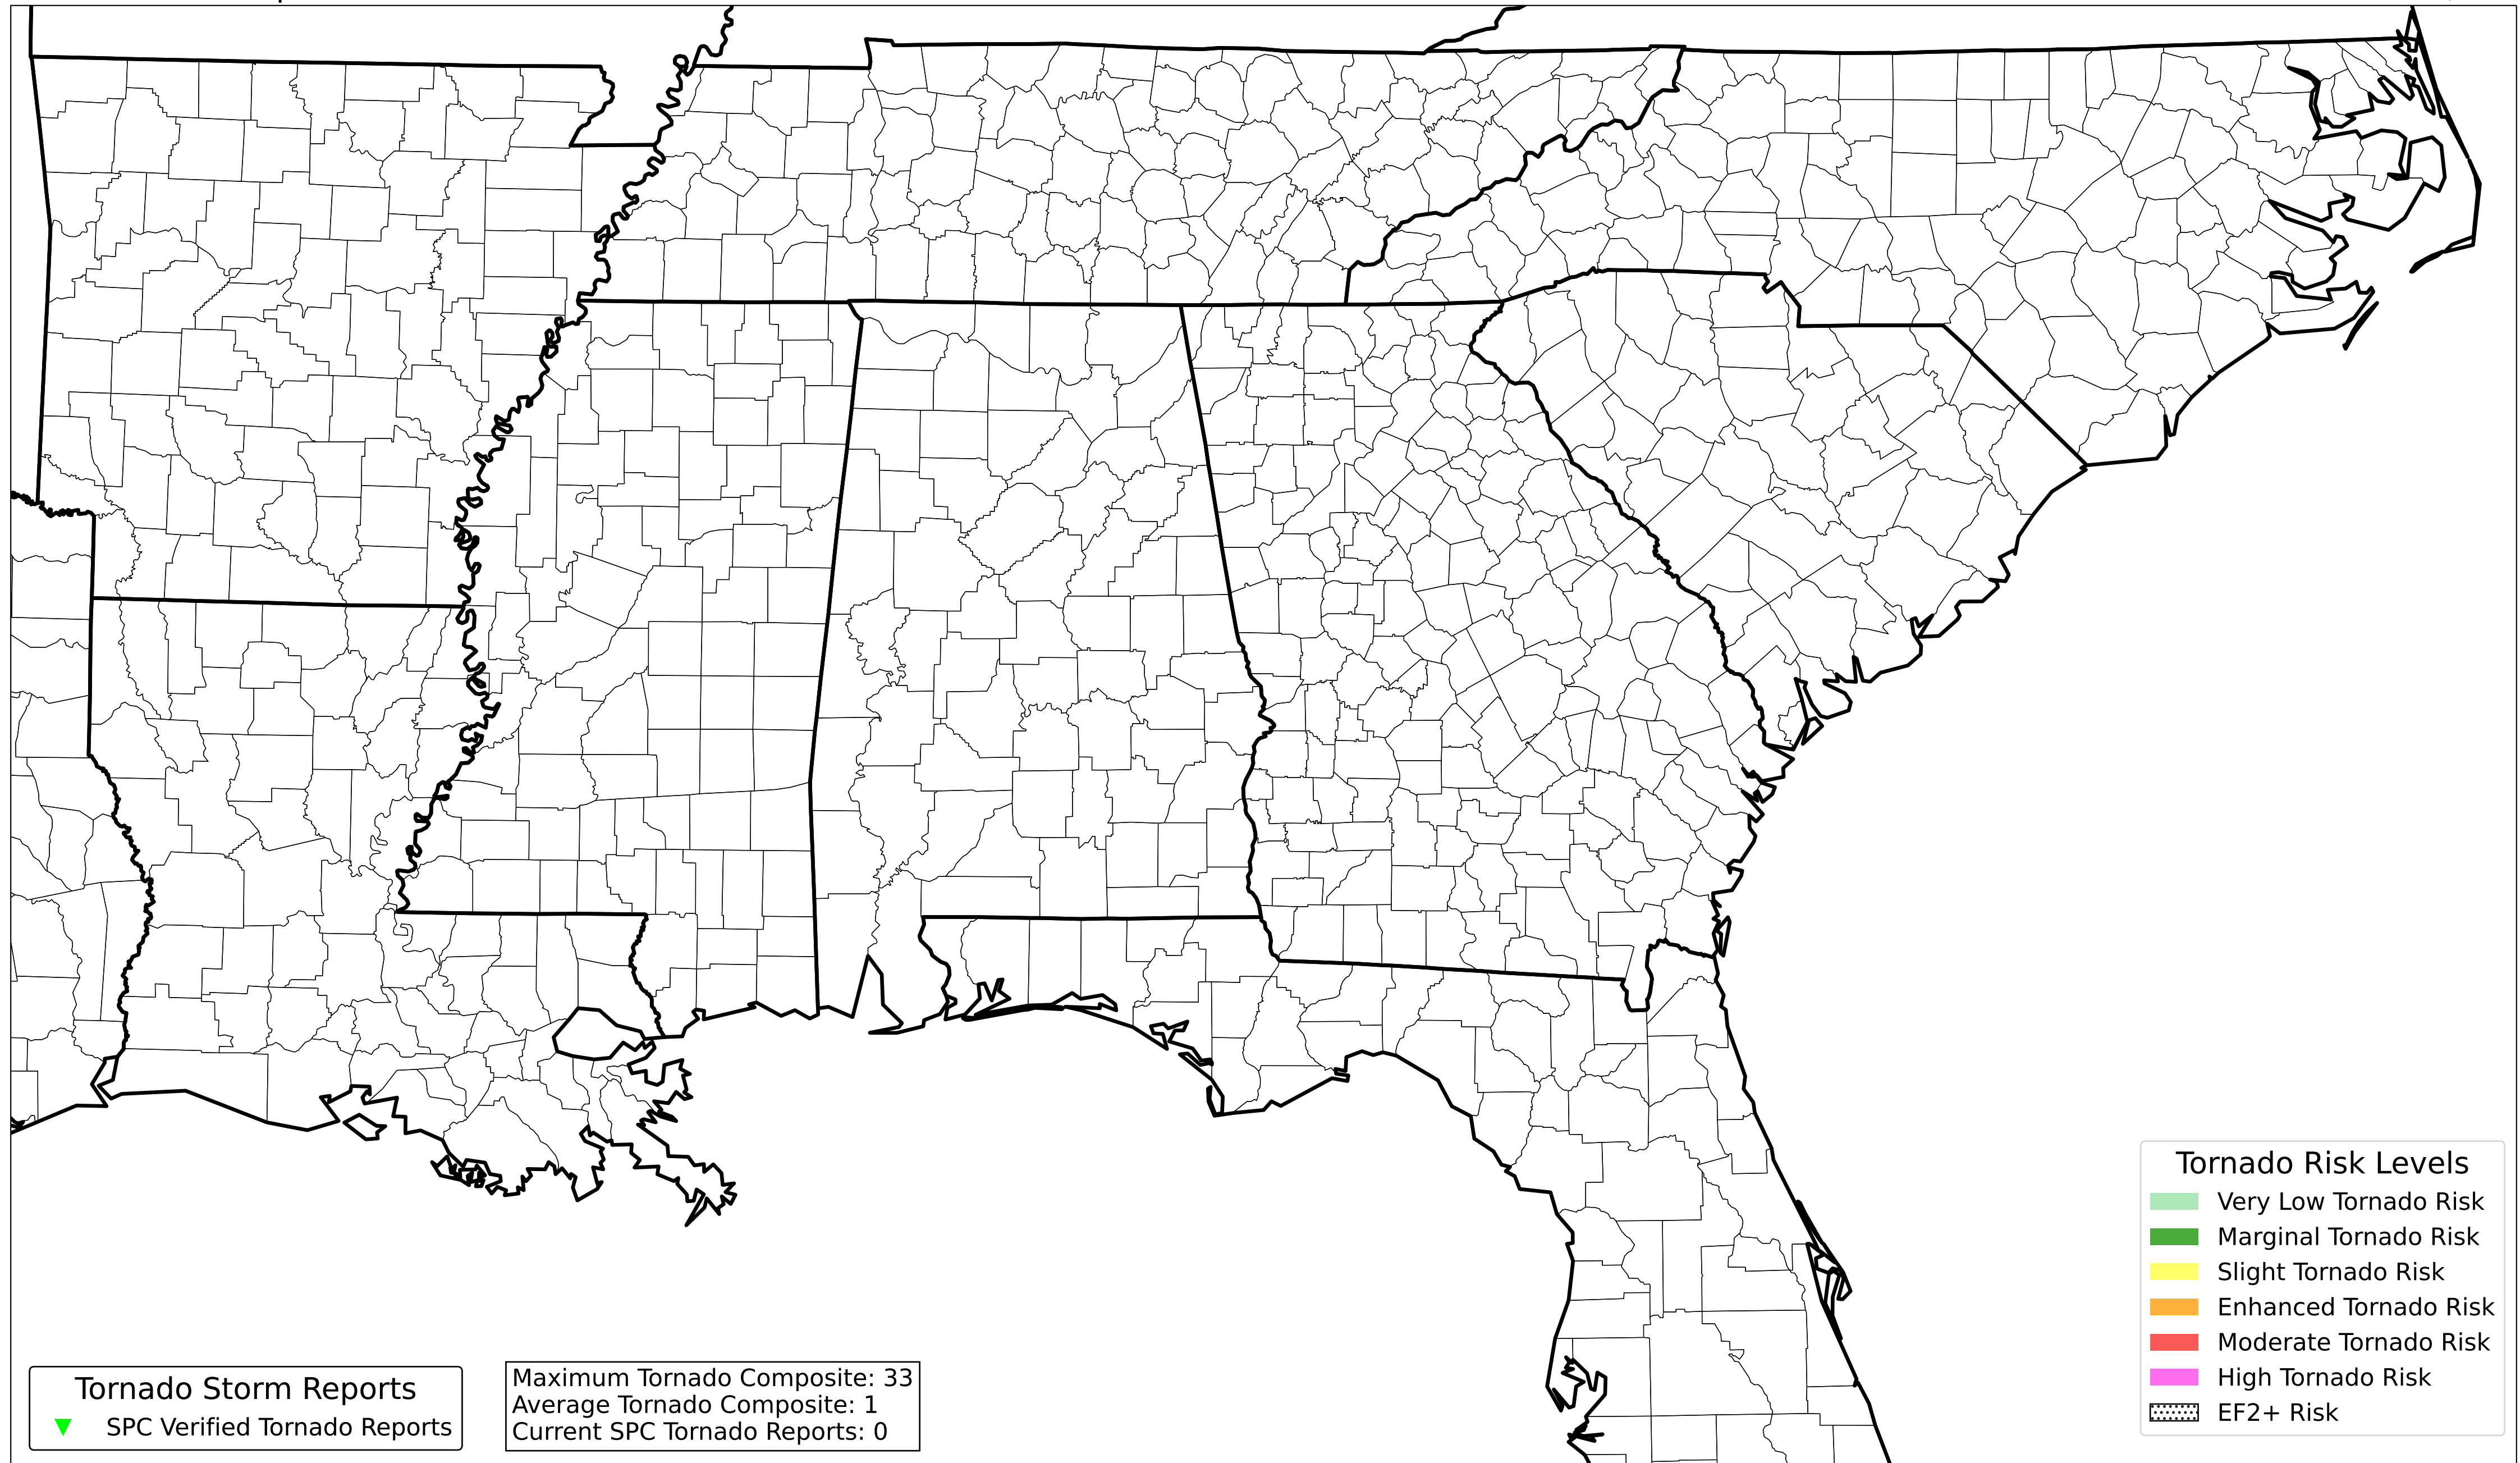 Tornado Risk Levels
Very Low Tornado Risk
Marginal Tornado Risk
Slight Tornado Risk
Enhanced Tornado Risk
Moderate Tornado Risk
High Tornado Risk
EF2+ Risk
Tornado Storm Reports
SPC Verified Tornado Reports
Maximum Tornado Composite: 33
Average Tornado Composite: 1
Current SPC Tornado Reports: 0